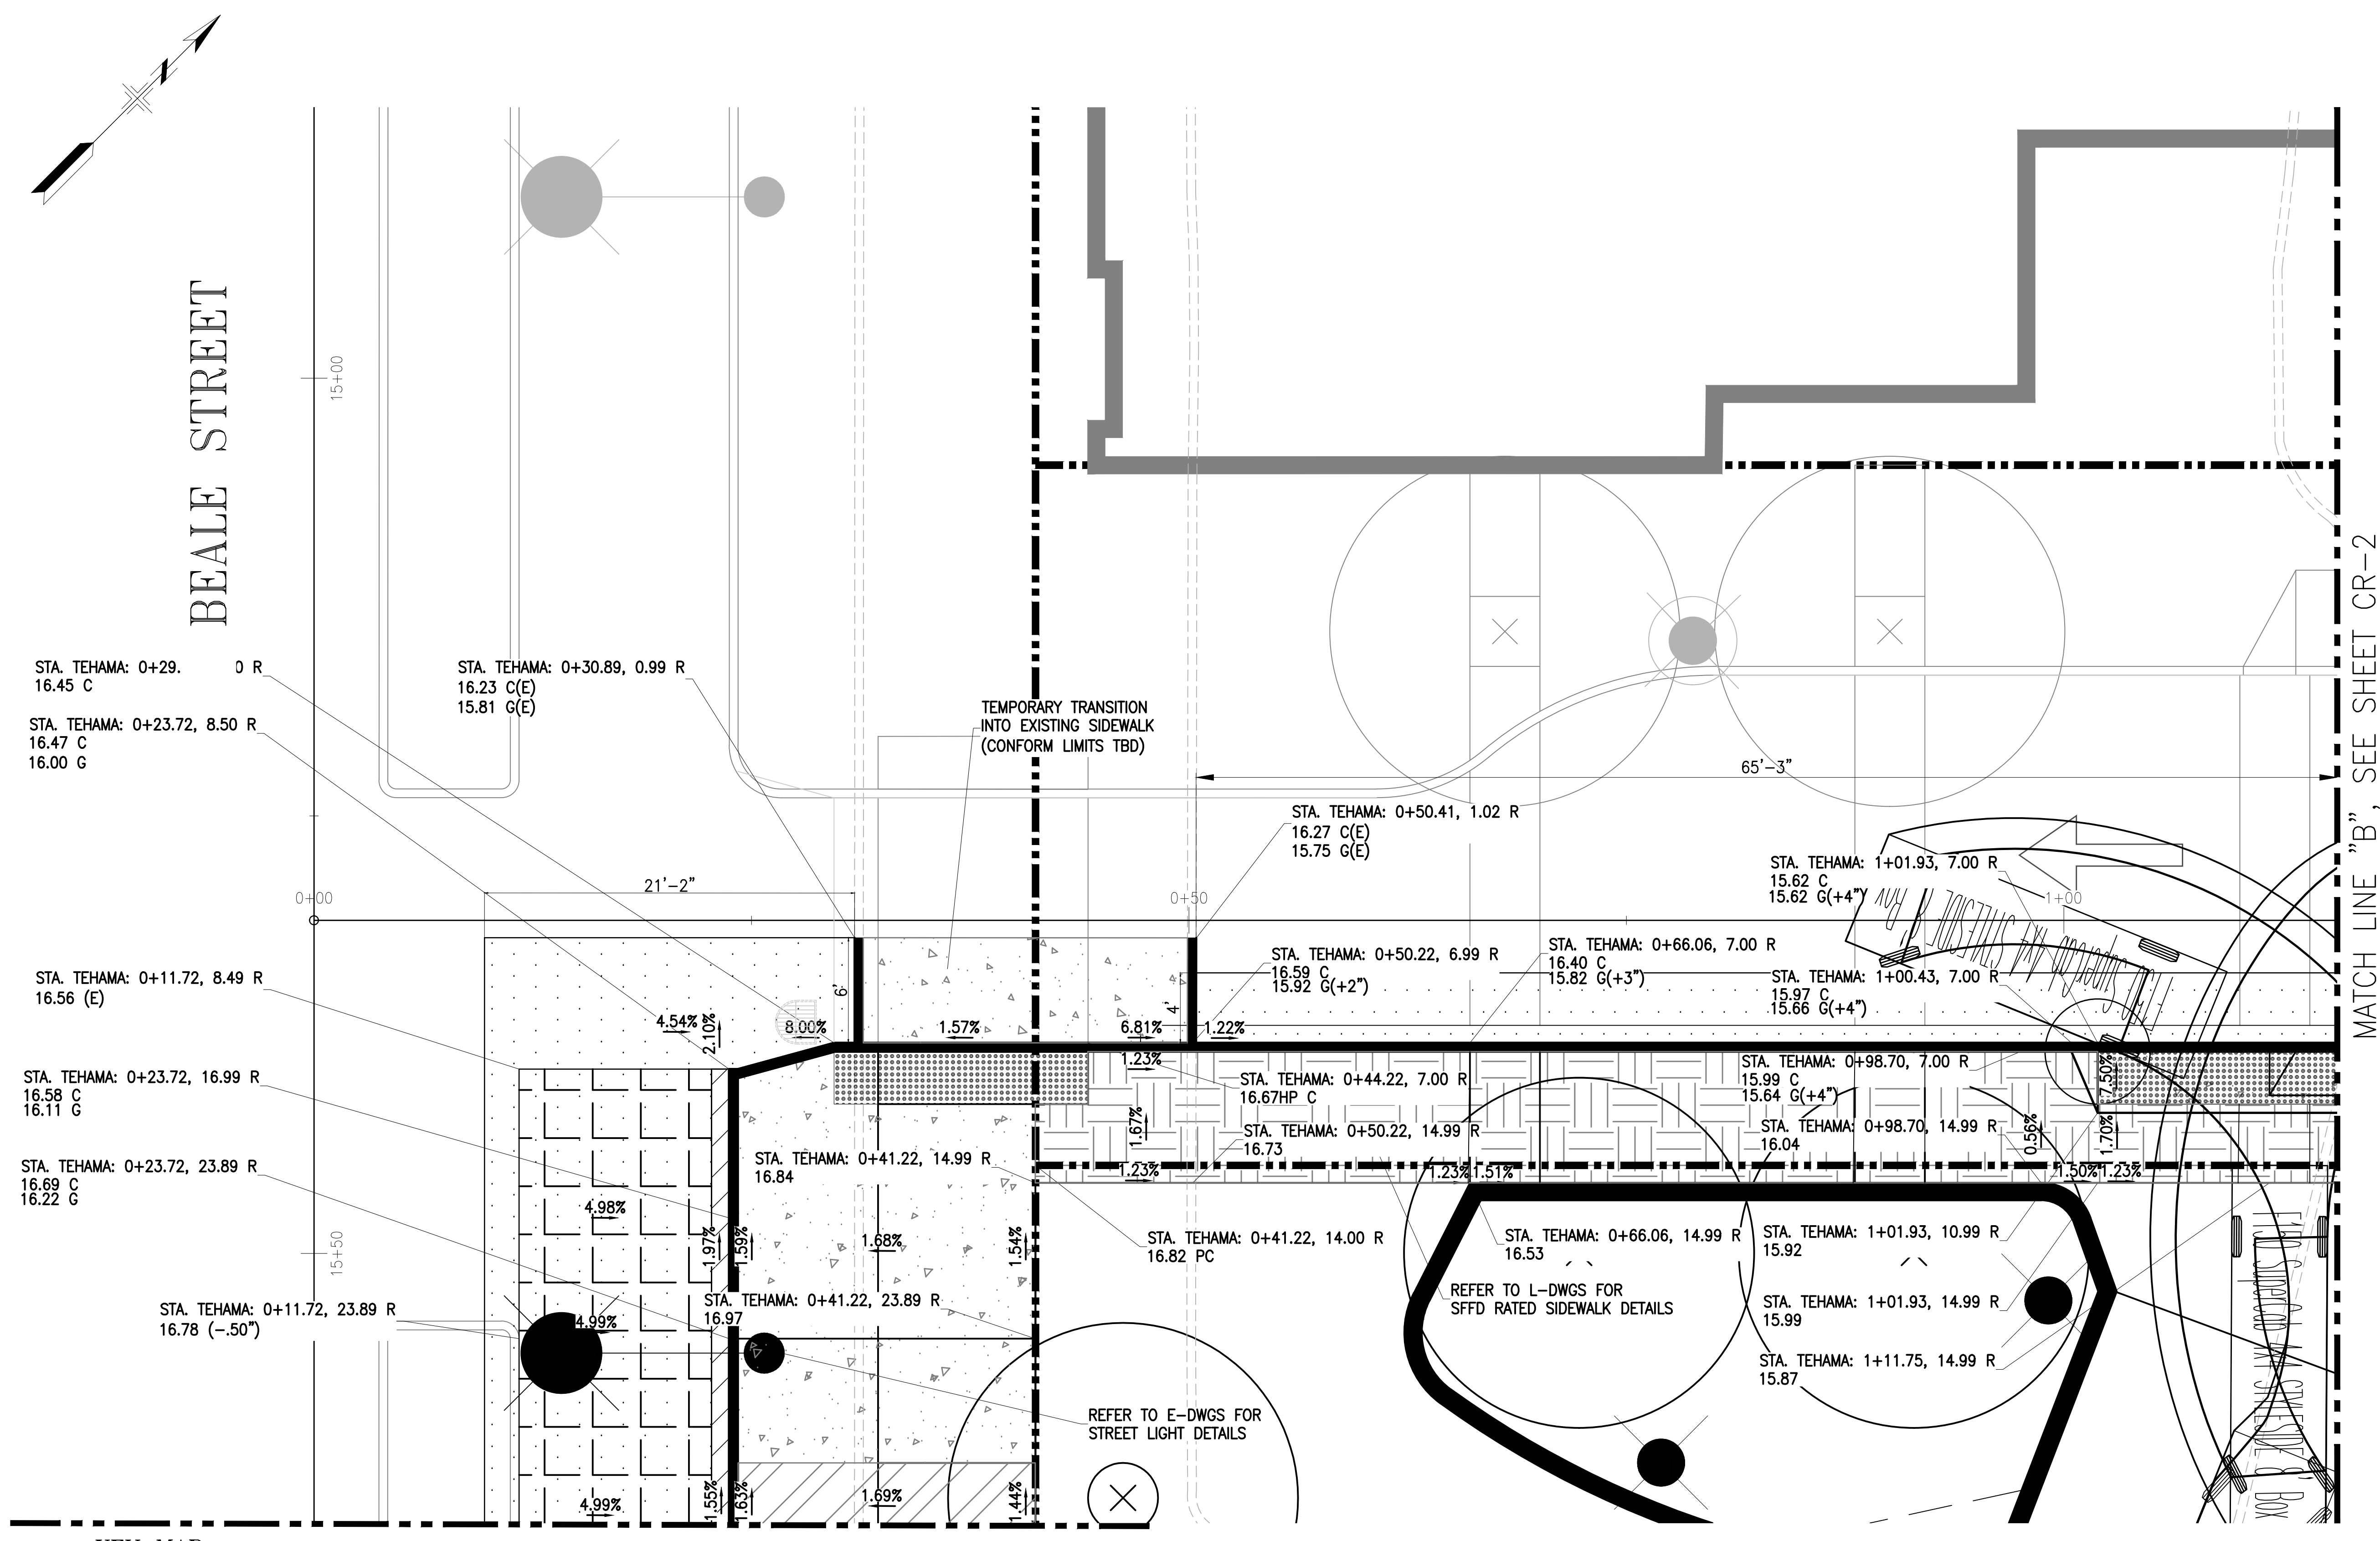 N
BEALE STREET
15+00
STA. TEHAMA: 0+29. 0 R
16.45 C
STA. TEHAMA: 0+23.72, 8.50 R
16.47 C
16.00 G
STA. TEHAMA: 0+30.89, 0.99 R
16.23 C(E)
15.81 G(E)
TEMPORARY TRANSITION
INTO EXISTING SIDEWALK
(CONFORM LIMITS TBD)
65'-3"
STA. TEHAMA: 0+50.41, 1.02 R
16.27 C(E)
15.75 G(E)
MATCH LINE "B", SEE SHEET CR-2
STA. TEHAMA: 1+01.93, 7.00 R
15.62 C
15.62 G(+4")
21'-2"
0+00
0+50
1+00
STA. TEHAMA: 0+11.72, 8.49 R
16.56 (E)
STA. TEHAMA: 0+50.22, 6.99 R
16.59 C
15.92 G(+2")
STA. TEHAMA: 0+66.06, 7.00 R
16.40 C
15.82 G(+3")
STA. TEHAMA: 1+00.43, 7.00 R
15.97 C
15.66 G(+4")
6'
4'
4.54%
2.10%
8.00%
1.57%
6.81%
1.22%
STA. TEHAMA: 0+23.72, 16.99 R
16.58 C
16.11 G
1.23%
STA. TEHAMA: 0+44.22, 7.00 R
16.67HP C
STA. TEHAMA: 0+98.70, 7.00 R
15.99 C
15.64 G(+4")
7.50%
1.67%
STA. TEHAMA: 0+50.22, 14.99 R
16.73
STA. TEHAMA: 0+98.70, 14.99 R
16.04
0.56%
1.70%
STA. TEHAMA: 0+23.72, 23.89 R
16.69 C
16.22 G
STA. TEHAMA: 0+41.22, 14.99 R
16.84
1.23%
1.23%
1.51%
1.50%
1.23%
4.98%
1.97%
1.59%
1.68%
1.54%
STA. TEHAMA: 0+41.22, 14.00 R
16.82 PC
STA. TEHAMA: 0+66.06, 14.99 R
16.53
STA. TEHAMA: 1+01.93, 10.99 R
15.92
15+50
STA. TEHAMA: 0+11.72, 23.89 R
16.78 (-.50")
4.99%
STA. TEHAMA: 0+41.22, 23.89 R
16.97
REFER TO L-DWGS FOR
SFFD RATED SIDEWALK DETAILS
STA. TEHAMA: 1+01.93, 14.99 R
15.99
STA. TEHAMA: 1+11.75, 14.99 R
15.87
REFER TO E-DWGS FOR
STREET LIGHT DETAILS
4.99%
1.55%
1.63%
1.69%
1.44%